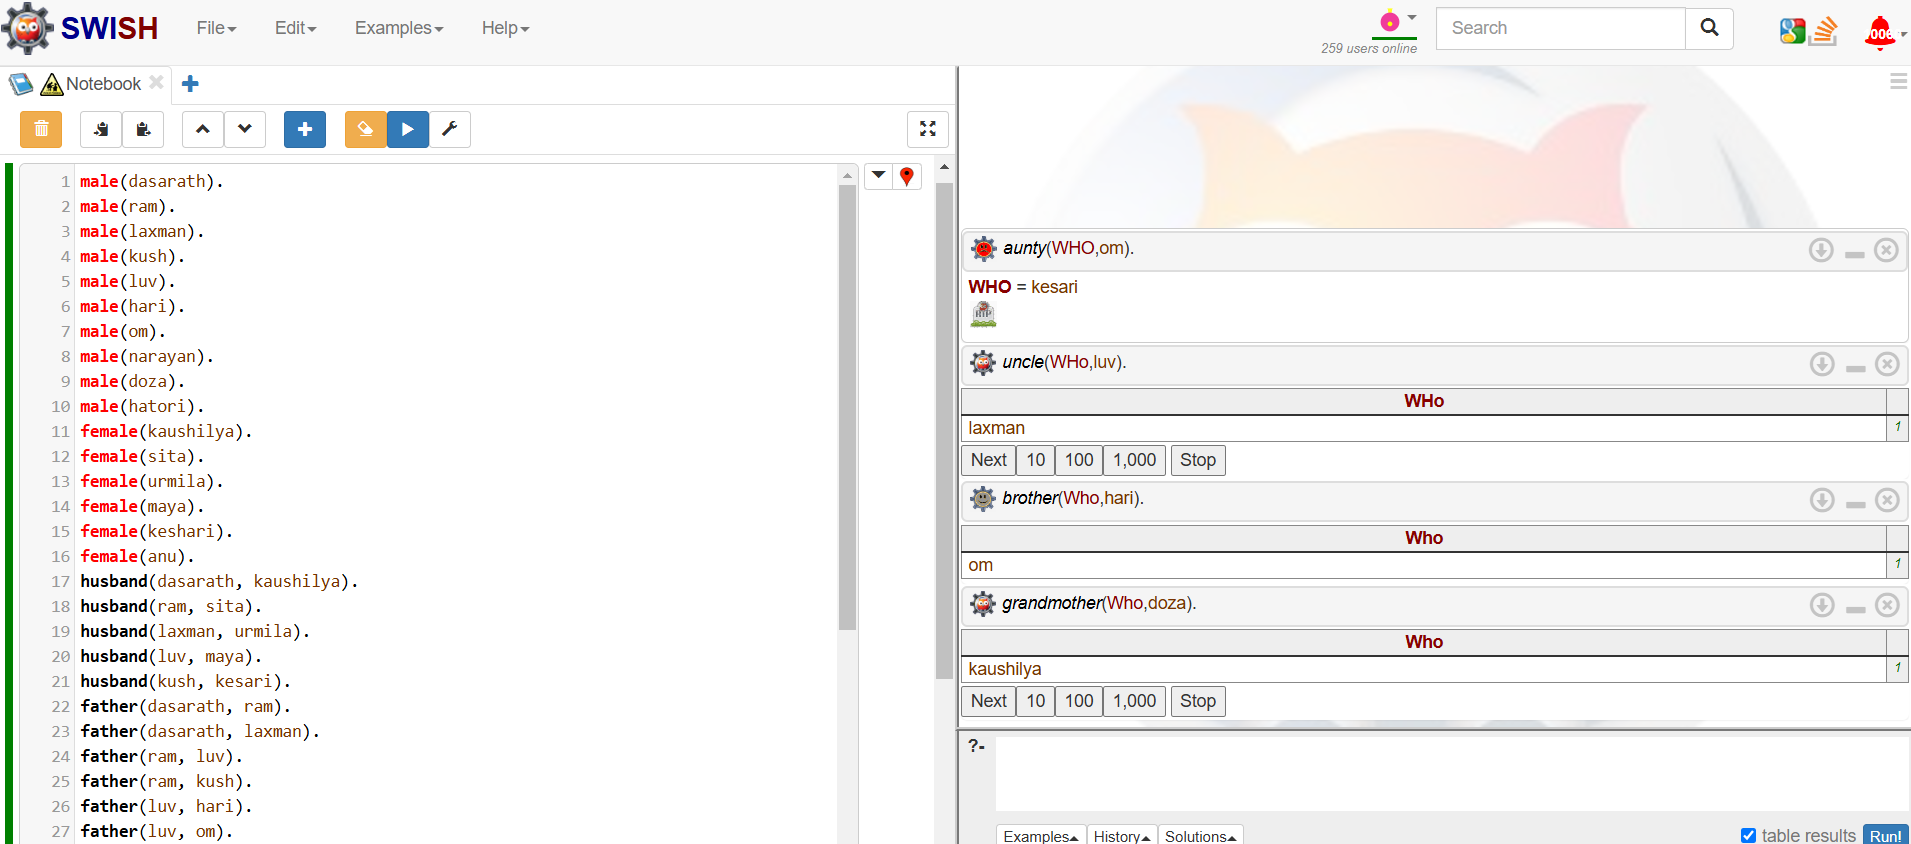 SWISH File Edit Examples Help 259 users online Search
Notebook
1 male(dasarath).
2 male(ram).
3 male(laxman).
4 male(kush).
5 male(luv).
6 male(hari).
7 male(om).
8 male(narayan).
9 male(doza).
10 male(hatori).
11 female(kaushilya).
12 female(sita).
13 female(urmila).
14 female(maya).
15 female(keshari).
16 female(anu).
17 husband(dasarath, kaushilya).
18 husband(ram, sita).
19 husband(laxman, urmila).
20 husband(luv, maya).
21 husband(kush, kesari).
22 father(dasarath, ram).
23 father(dasarath, laxman).
24 father(ram, luv).
25 father(ram, kush).
26 father(luv, hari).
27 father(luv, om).
aunty(WHO,om).
WHO = kesari
RIP
uncle(WHo,luv).
WHo
laxman 1
Next 10 100 1,000 Stop
brother(Who,hari).
Who
om 1
grandmother(Who,doza).
Who
kaushilya 1
Next 10 100 1,000 Stop
?-
Examples History Solutions table results Run!